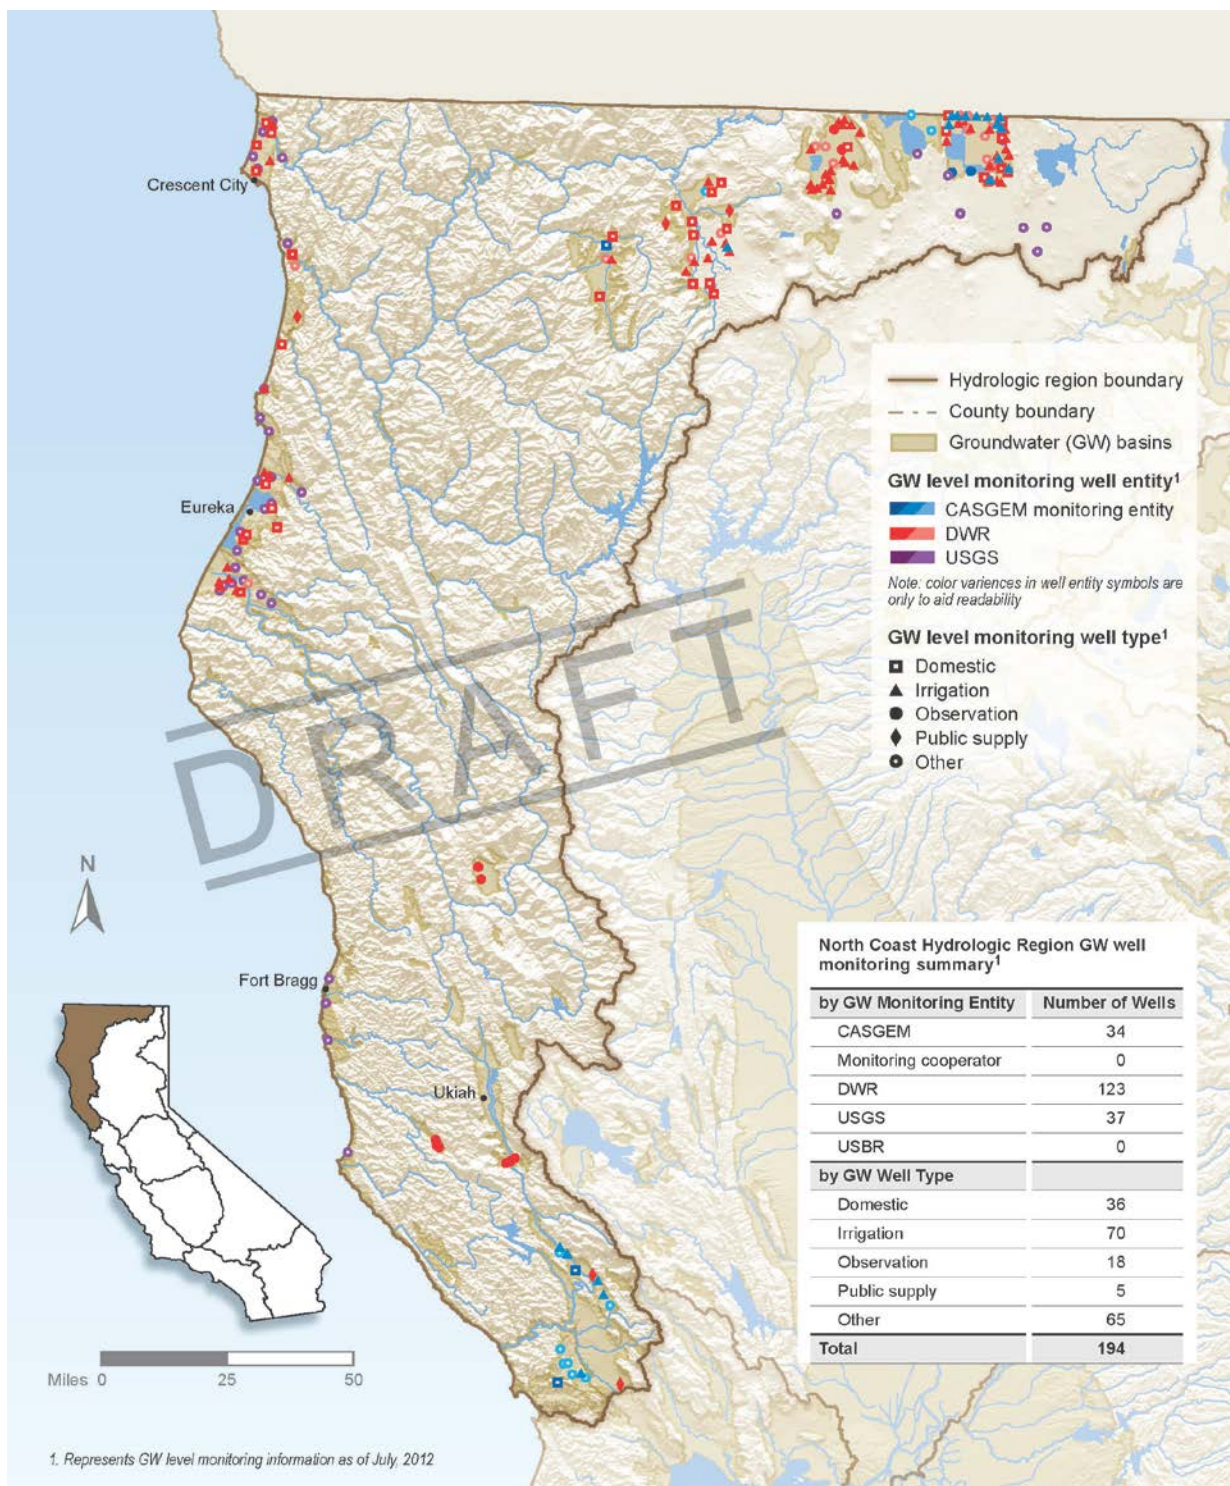 Crescent City
Eureka
Fort Bragg
Ukiah
DRAFT
Hydrologic region boundary
County boundary
Groundwater (GW) basins
GW level monitoring well entity1
CASGEM monitoring entity
DWR
USGS
Note: color variences in well entity symbols are
only to aid readability
GW level monitoring well type1
Domestic
Irrigation
Observation
Public supply
Other
North Coast Hydrologic Region GW well
monitoring summary1
by GW Monitoring Entity Number of Wells
CASGEM 34
Monitoring cooperator 0
DWR 123
USGS 37
USBR 0
by GW Well Type
Domestic 36
Irrigation 70
Observation 18
Public supply 5
Other 65
Total 194
N
Miles 0 25 50
1. Represents GW level monitoring information as of July, 2012